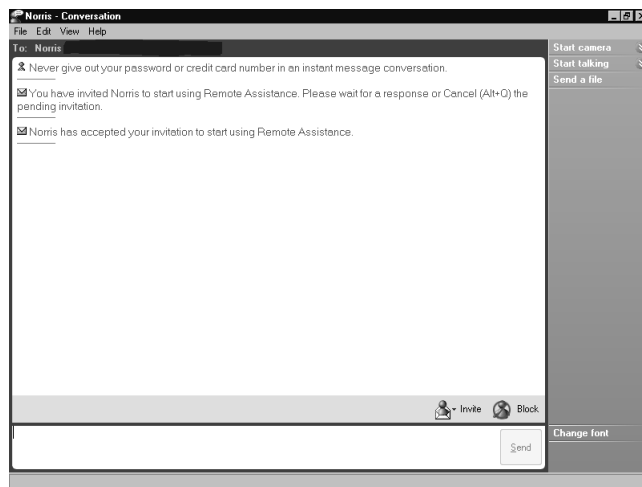 Norris - Conversation
File Edit View Help
To: Norris
Start camera
Start talking
Send a file
Never give out your password or credit card number in an instant message conversation.
You have invited Norris to start using Remote Assistance. Please wait for a response or Cancel (Alt+Q) the
pending invitation.
Norris has accepted your invitation to start using Remote Assistance.
Invite Block
Change font
Send